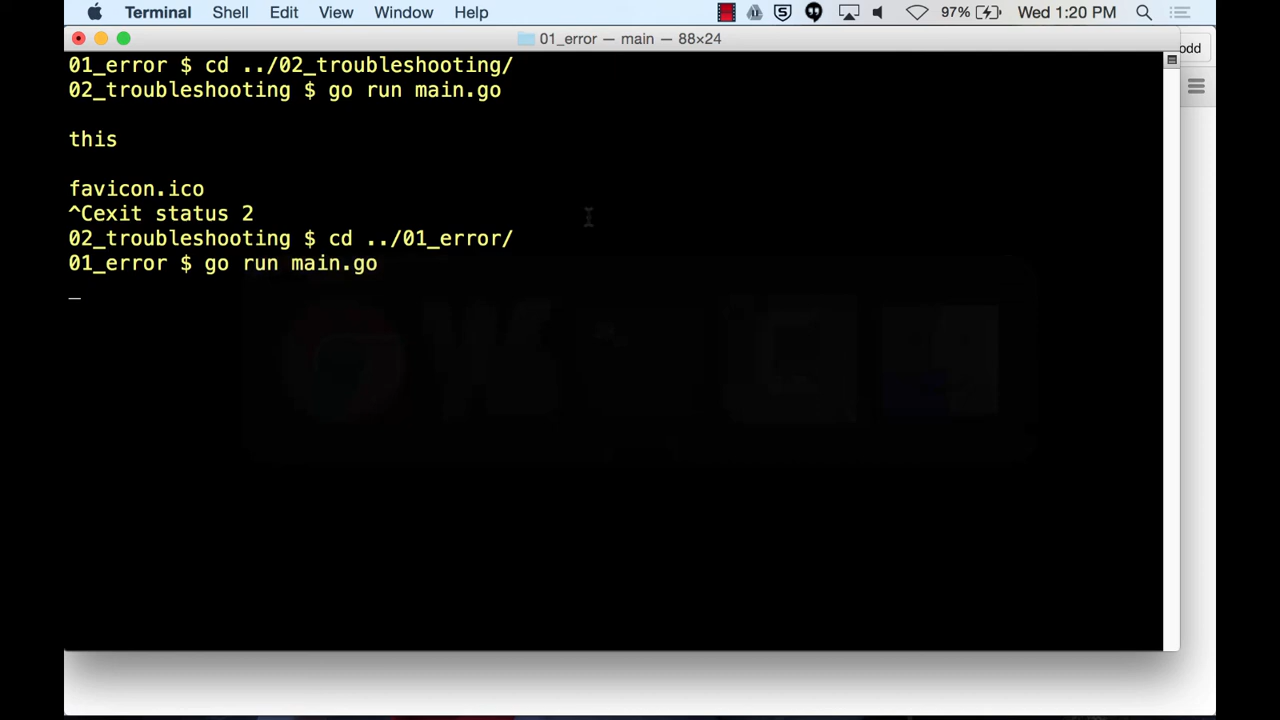 Terminal Shell Edit View Window Help 97% Wed 1:20 PM
01_error — main — 88×24
odd
01_error $ cd ../02_troubleshooting/
02_troubleshooting $ go run main.go
this
favicon.ico
^Cexit status 2
02_troubleshooting $ cd ../01_error/
01_error $ go run main.go
_